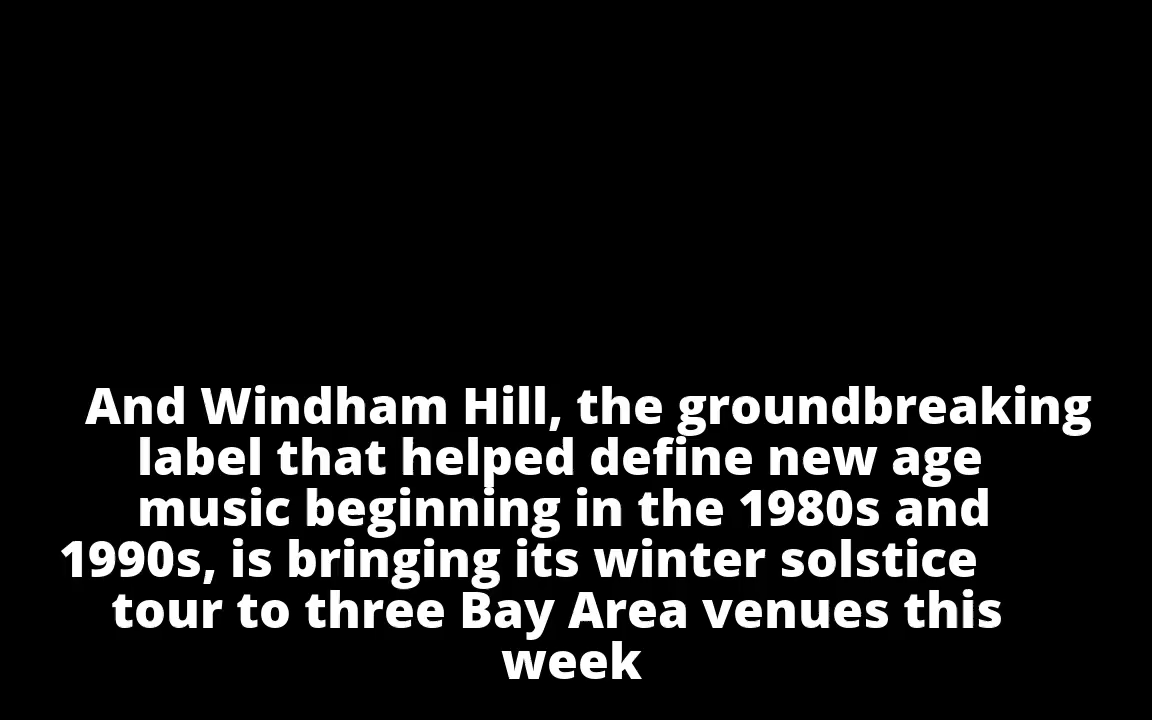 And Windham Hill, the groundbreaking
label that helped define new age
music beginning in the 1980s and
1990s, is bringing its winter solstice
tour to three Bay Area venues this
week